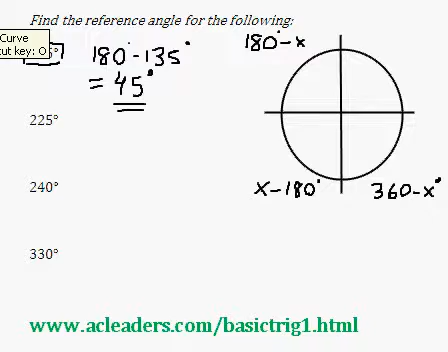 Find the reference angle for the following:
Curve
cut key: O
5°
180° - 135°
= 45°
180° - x
225°
240°
x - 180°
360 - x°
330°
www.acleaders.com/basictrig1.html